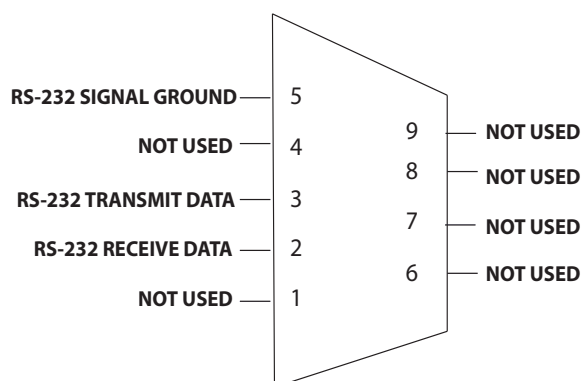 RS-232 SIGNAL GROUND 5
NOT USED 4
RS-232 TRANSMIT DATA 3
RS-232 RECEIVE DATA 2
NOT USED 1
9 NOT USED
8 NOT USED
7 NOT USED
6 NOT USED